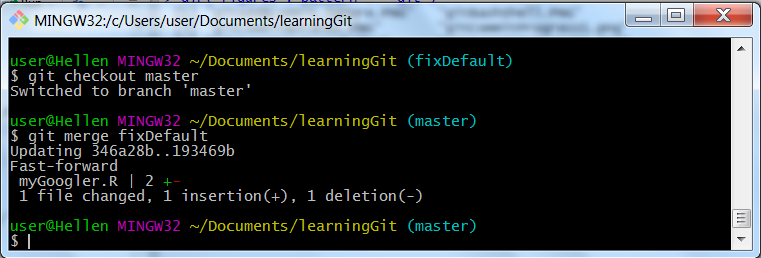 MINGW32:/c/Users/user/Documents/learningGit
user@Hellen MINGW32 ~/Documents/learningGit (fixDefault)
$ git checkout master
Switched to branch 'master'
user@Hellen MINGW32 ~/Documents/learningGit (master)
$ git merge fixDefault
Updating 346a28b..193469b
Fast-forward
myGoogler.R | 2 +-
1 file changed, 1 insertion(+), 1 deletion(-)
user@Hellen MINGW32 ~/Documents/learningGit (master)
$